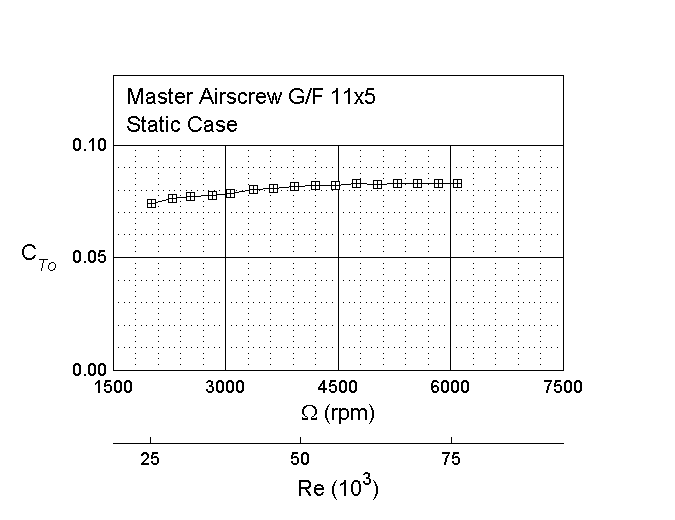 Master Airscrew G/F 11x5
Static Case
0.10
C_To 0.05
0.00
1500 3000 4500 6000 7500
Ω (rpm)
25 50 75
Re (10³)